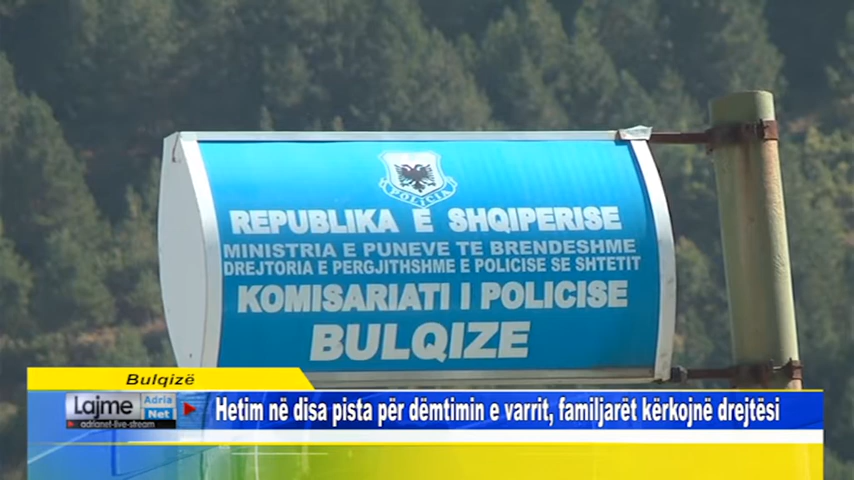 POLICIA
REPUBLIKA E SHQIPERISE
MINISTRIA E PUNEVE TE BRENDESHME
DREJTORIA E PERGJITHSHME E POLICISE SE SHTETIT
KOMISARIATI I POLICISE
BULQIZE
Bulqizë
Lajme Adria Net
adrianet-live-stream
Hetim në disa pista për dëmtimin e varrit, familjarët kërkojnë drejtësi